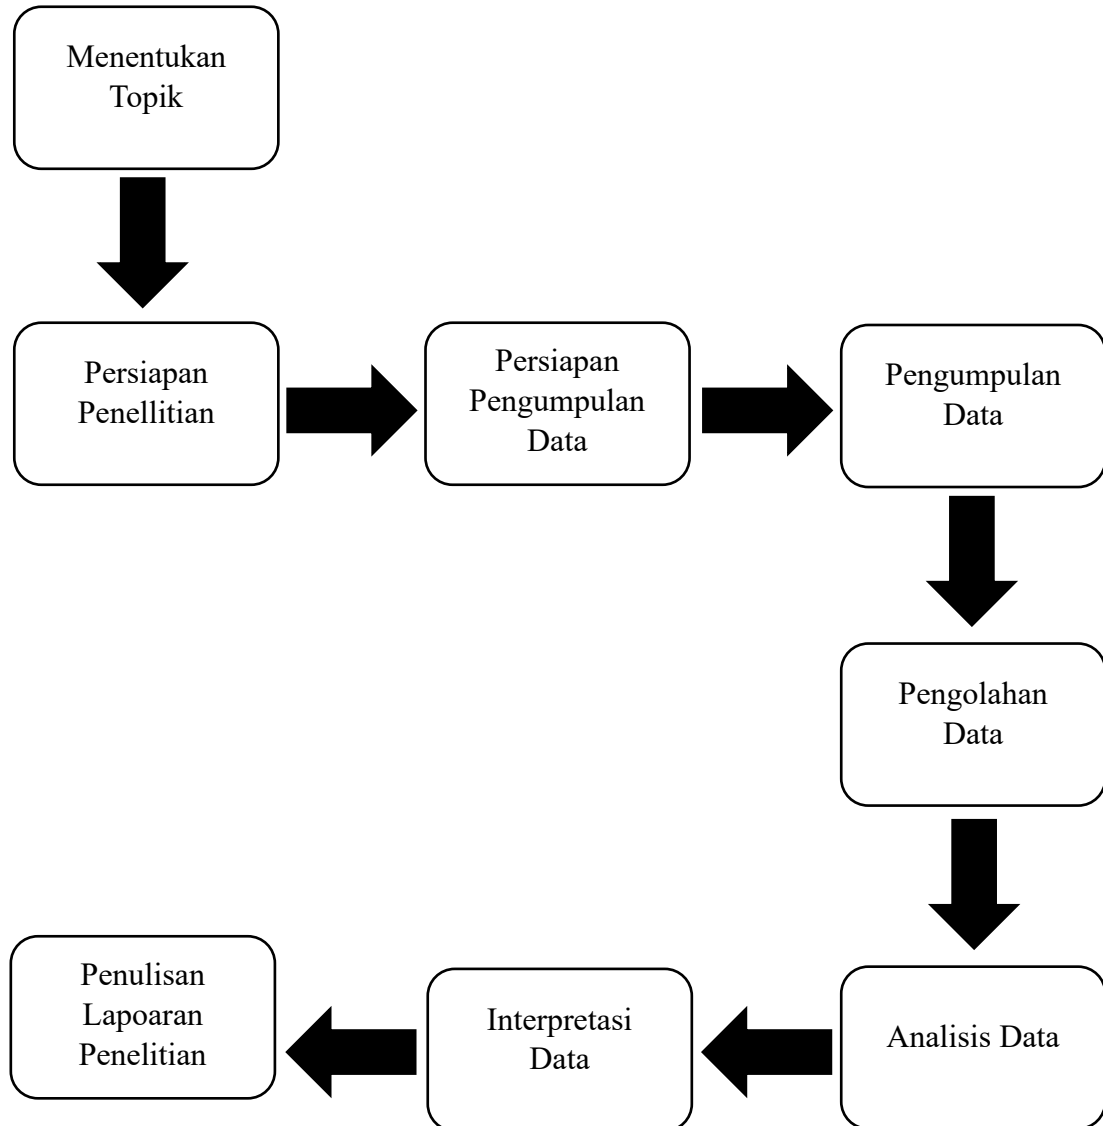 Menentukan
Topik
Persiapan
Penellitian
Persiapan
Pengumpulan
Data
Pengumpulan
Data
Pengolahan
Data
Analisis Data
Interpretasi
Data
Penulisan
Lapoaran
Penelitian